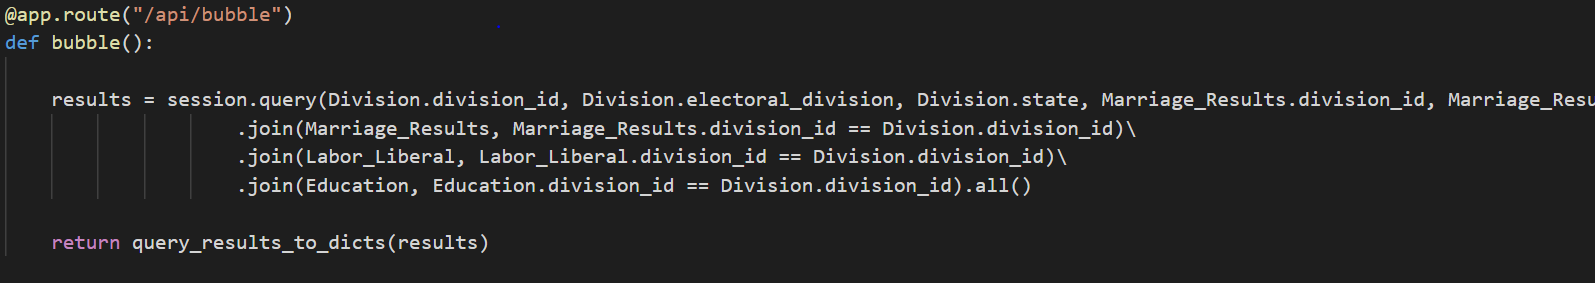 @app.route("/api/bubble")
def bubble():
results = session.query(Division.division_id, Division.electoral_division, Division.state, Marriage_Results.division_id,
.join(Marriage_Results, Marriage_Results.division_id == Division.division_id)\
.join(Labor_Liberal, Labor_Liberal.division_id == Division.division_id)\
.join(Education, Education.division_id == Division.division_id).all()
return query_results_to_dicts(results)